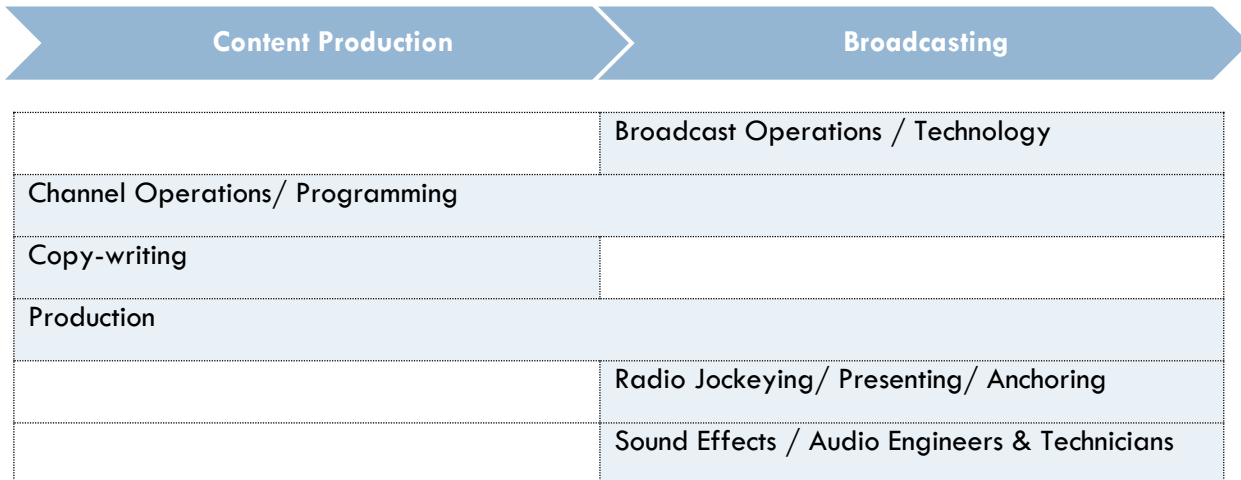 Content Production
Broadcasting
Broadcast Operations / Technology
Channel Operations/ Programming
Copy-writing
Production
Radio Jockeying/ Presenting/ Anchoring
Sound Effects / Audio Engineers & Technicians